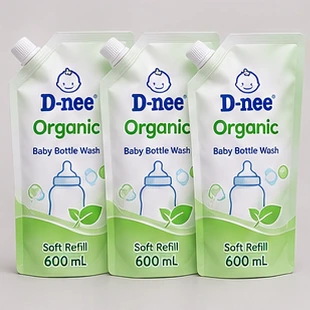 D-nee
Organic
Baby Bottle Wash
Soft Refill
600 mL
D-nee
Organic
Baby Bottle Wash
Soft Refill
600 mL
D-nee
Organic
Baby Bottle Wash
Soft Refill
600 mL